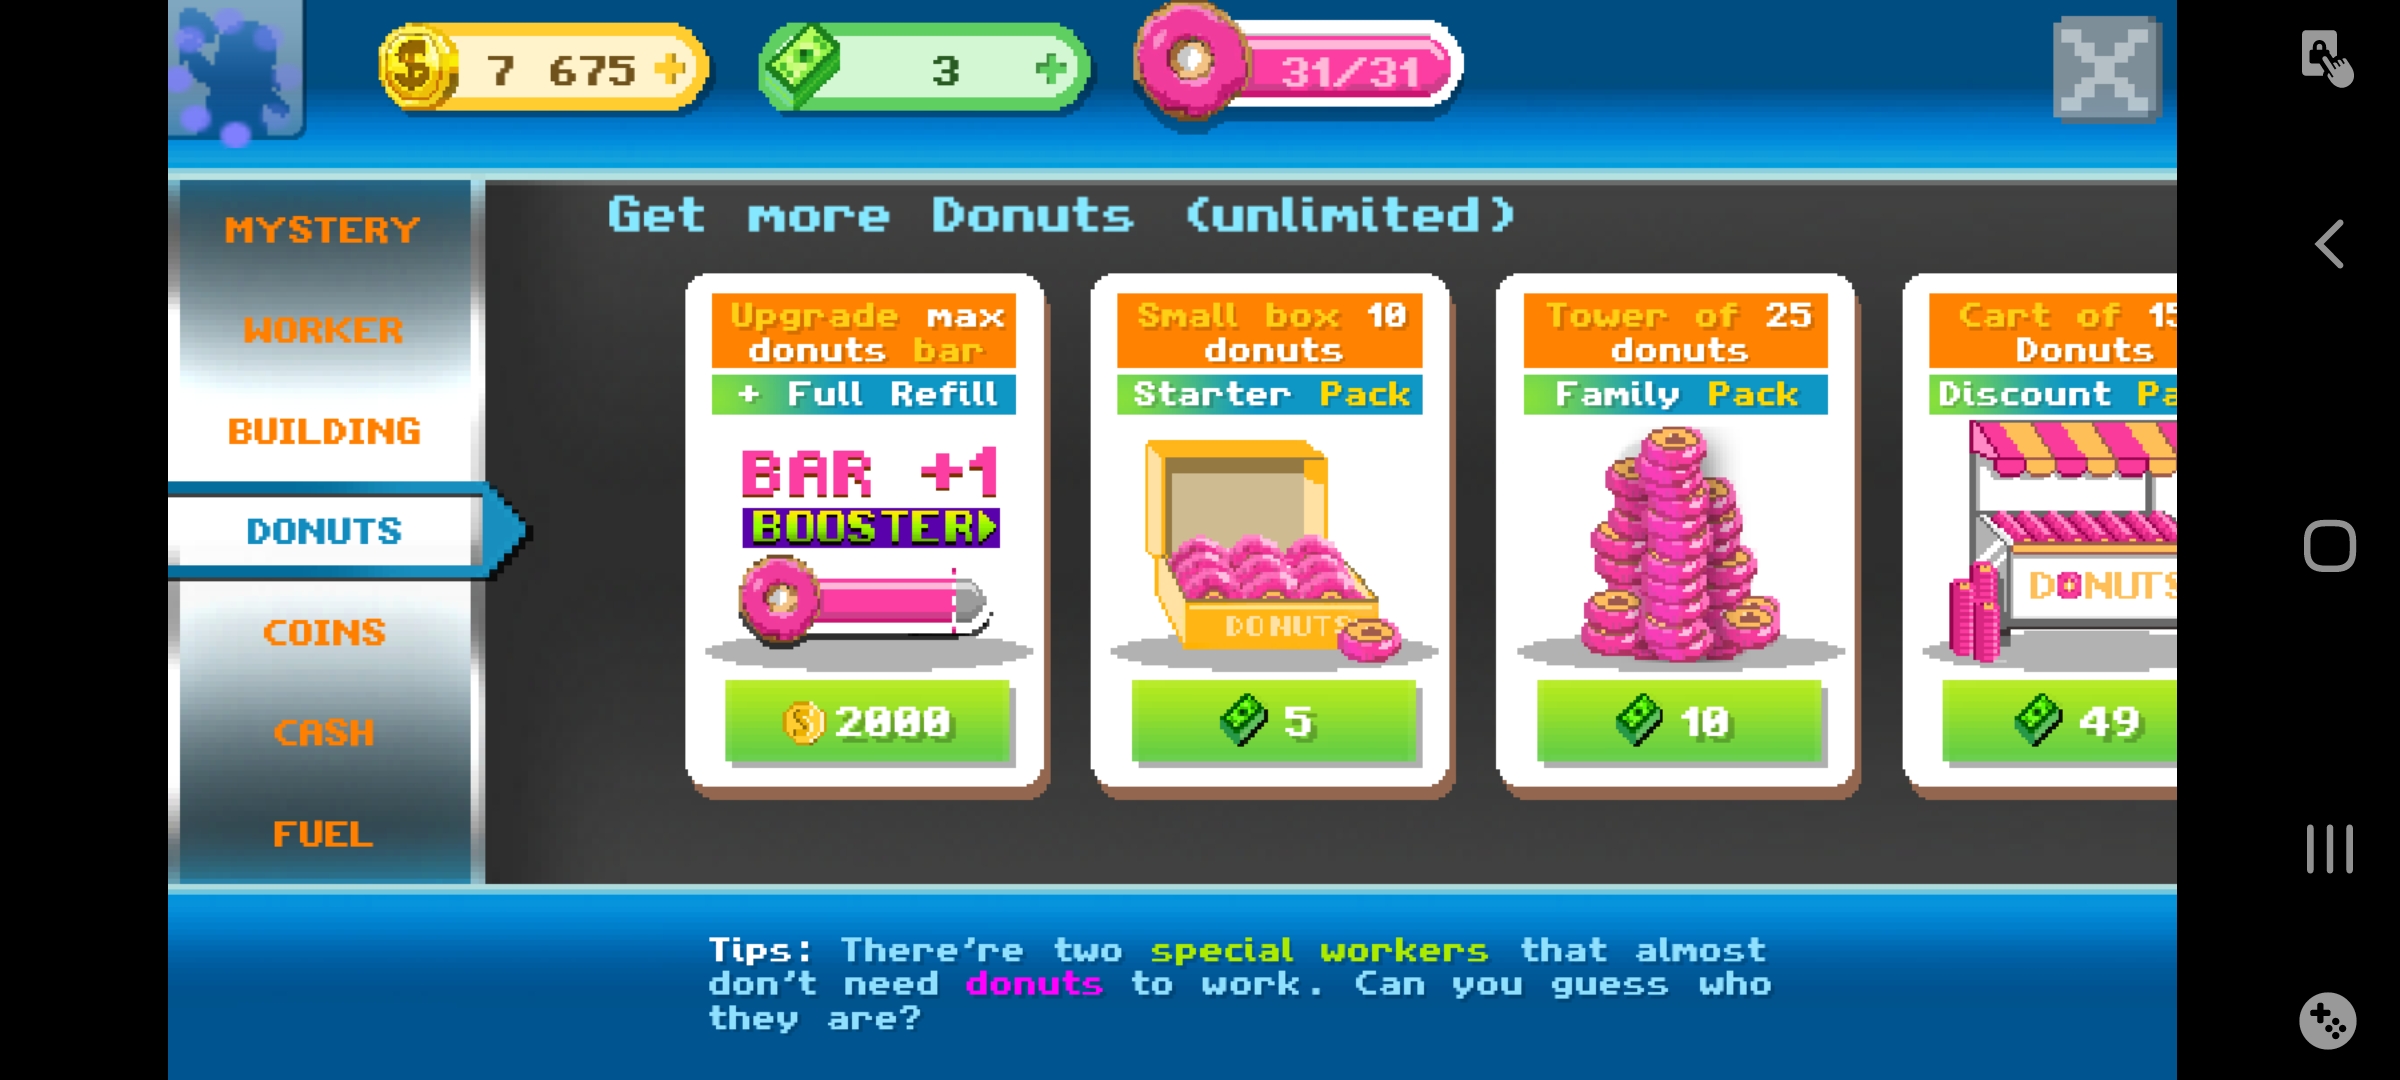 7 675
3
31/31
MYSTERY
WORKER
BUILDING
DONUTS
COINS
CASH
FUEL
Get more Donuts (unlimited)
Upgrade max
donuts bar
+ Full Refill
BAR +1
BOOSTER
2000
Small box 10
donuts
Starter Pack
DONUTS
5
Tower of 25
donuts
Family Pack
10
Cart of 15
Donuts
Discount Pa
DONUTS
49
Tips: There're two special workers that almost
don't need donuts to work. Can you guess who
they are?